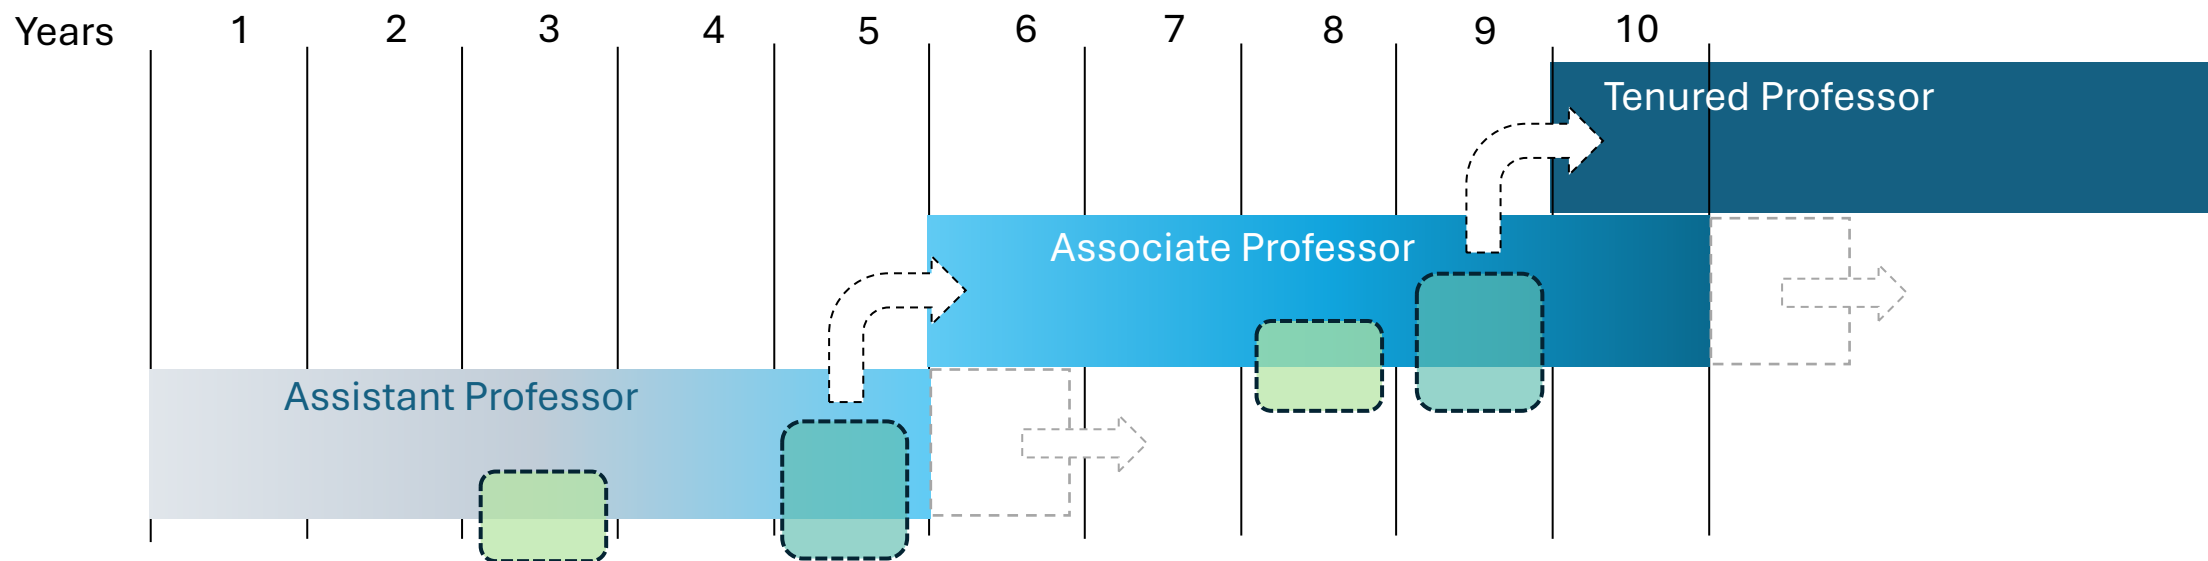 Years 1 2 3 4 5 6 7 8 9 10
Tenured Professor
Associate Professor
Assistant Professor